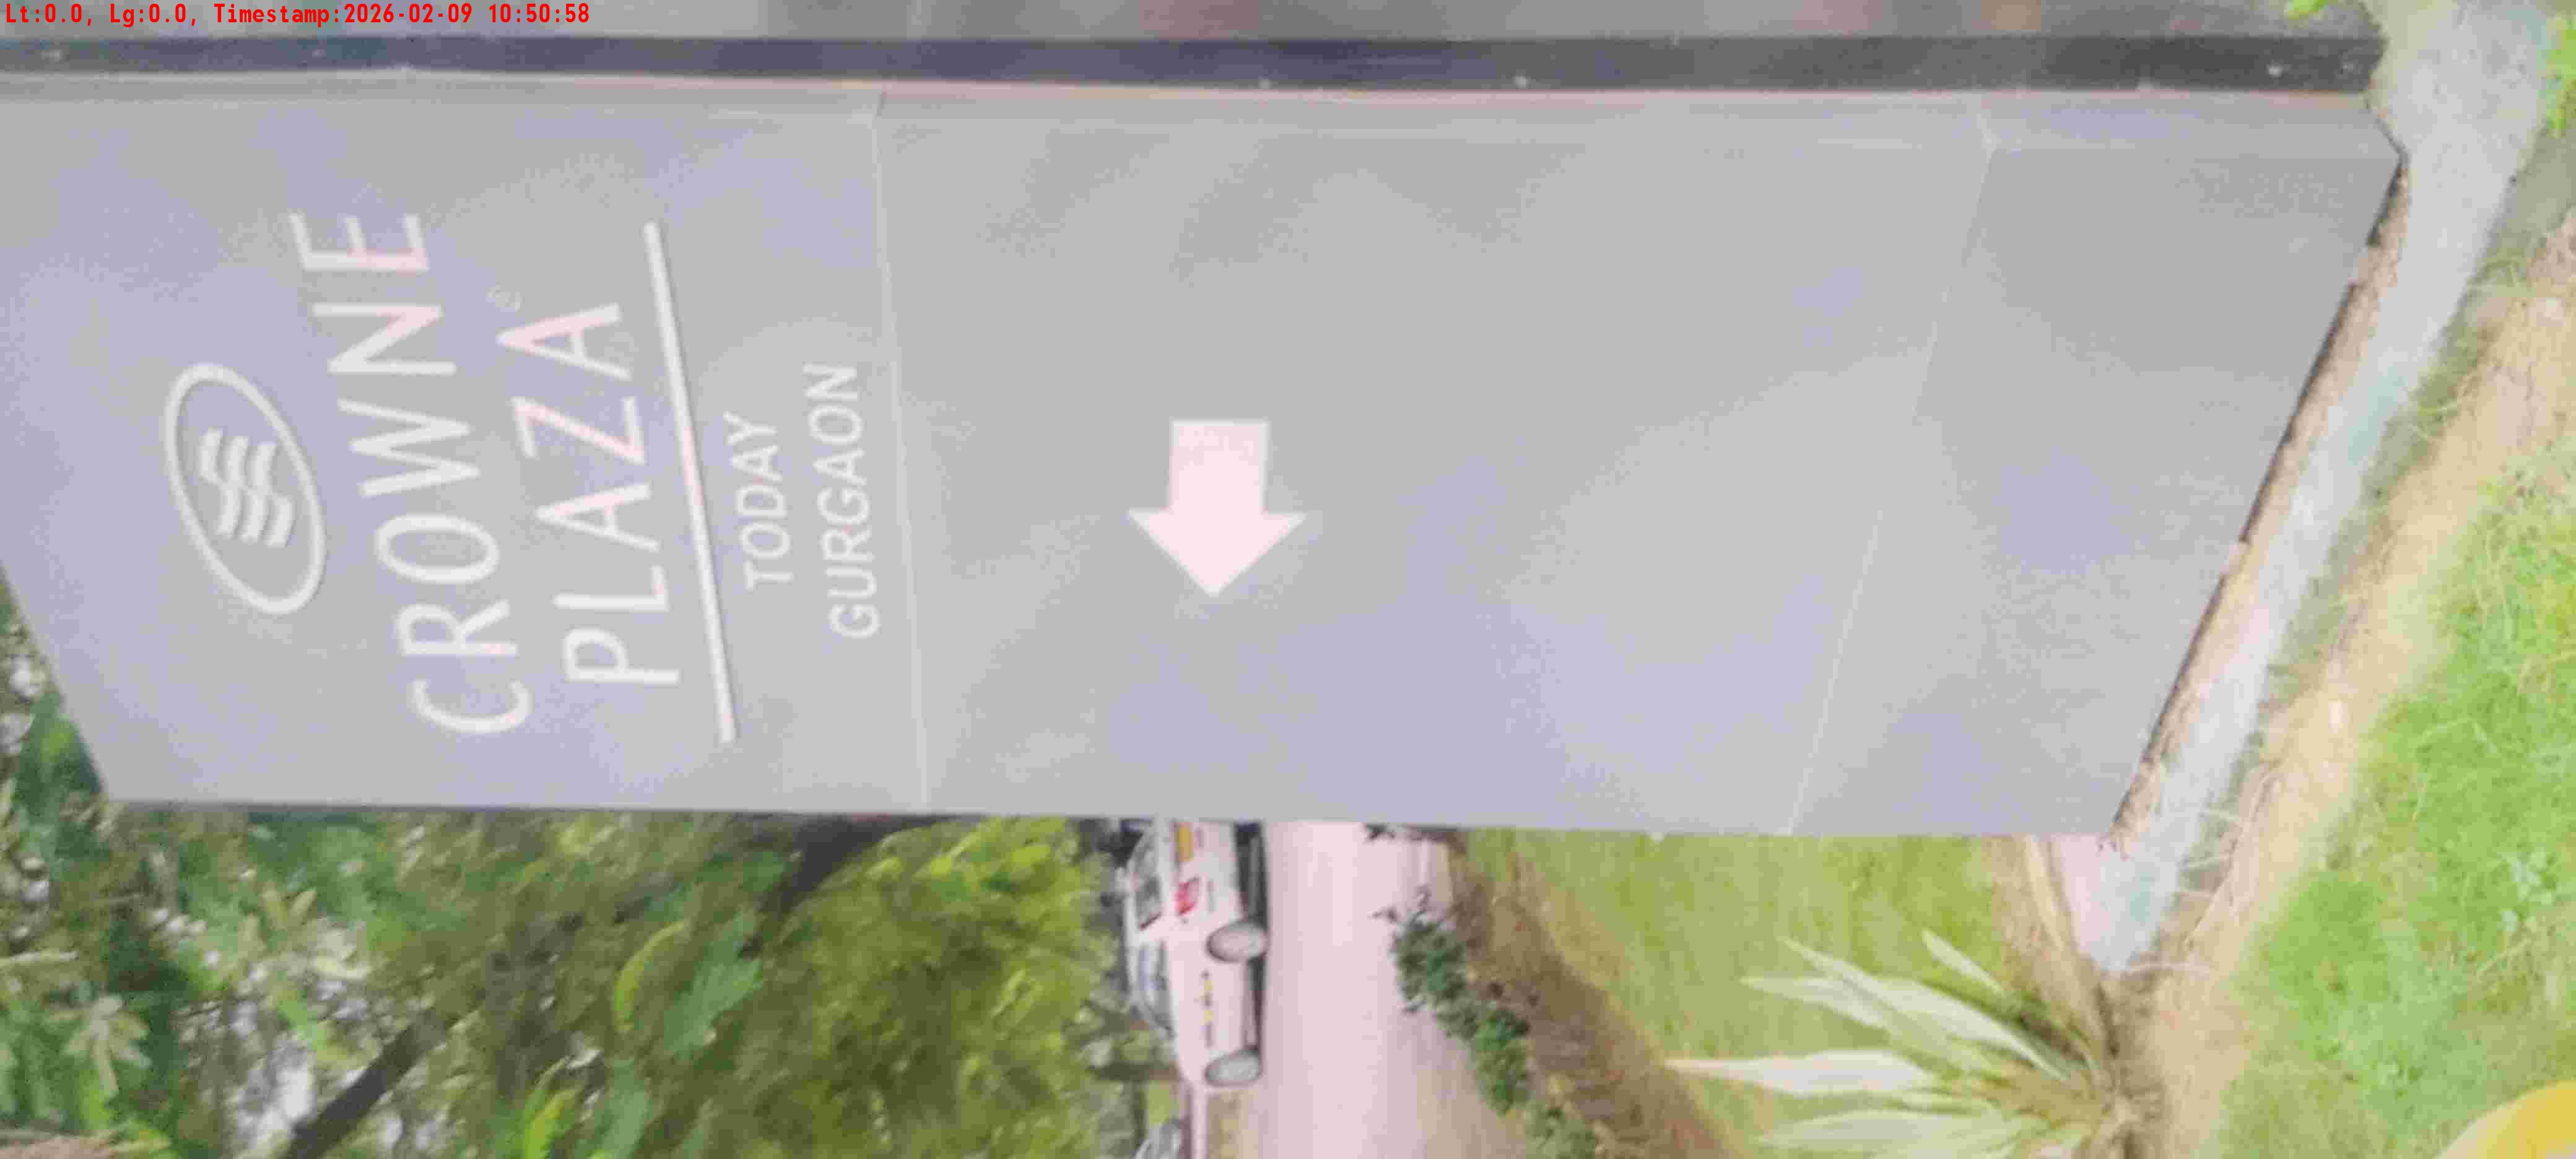 Lt:0.0, Lg:0.0, Timestamp:2026-02-09 10:50:58
CROWNE
PLAZA
TODAY
GURGAON